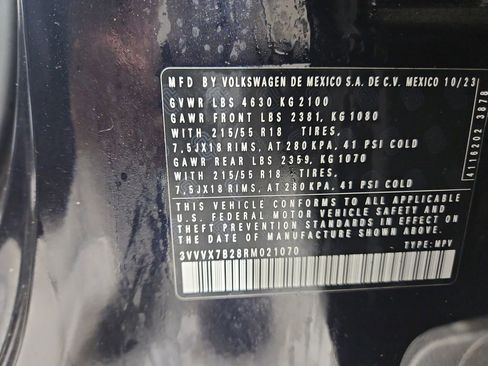 MFD BY VOLKSWAGEN DE MEXICO S.A. DE C.V. MEXICO 10/23
GVWR LBS 4630 KG 2100
GAWR FRONT LBS 2381, KG 1080
WITH 215/55 R18 TIRES,
7,5JX18 RIMS, AT 280 KPA, 41 PSI COLD
GAWR REAR LBS 2359, KG 1070
WITH 215/55 R18 TIRES,
7,5JX18 RIMS, AT 280 KPA, 41 PSI COLD
THIS VEHICLE CONFORMS TO ALL APPLICABLE
U.S. FEDERAL MOTOR VEHICLE SAFETY AND
THEFT PREVENTION STANDARDS IN EFFECT ON
THE DATE OF MANUFACTURE SHOWN ABOVE.
3VVVX7B28RM021070 TYPE: MPV
4116202 3878